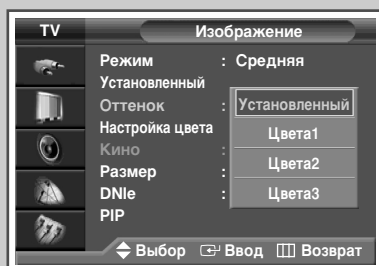 TV Изображение
Режим : Средняя
Установленный
Оттенок : Установленный
Настройка цвета Цвета1
Кино :
Размер : Цвета2
DNIe : Цвета3
PIP
Выбор Ввод Возврат